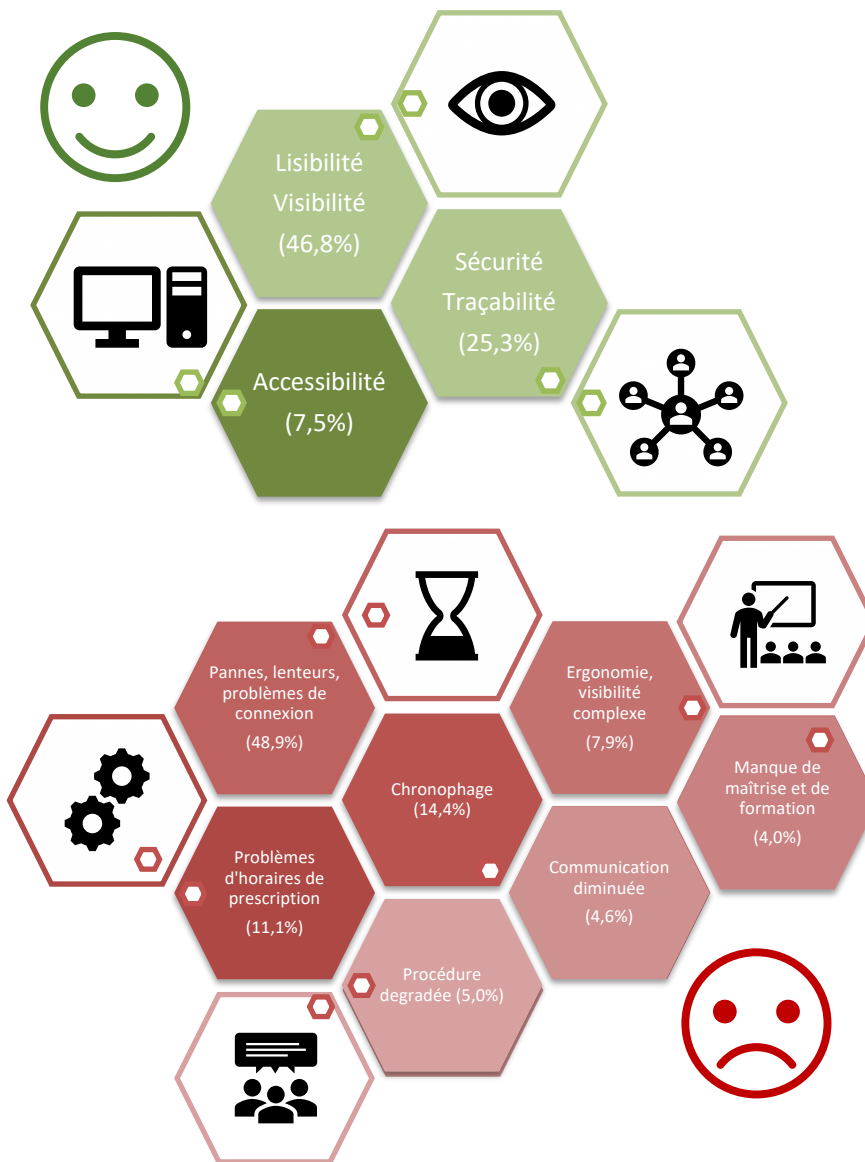 Lisibilité
Visibilité
(46,8%)
Sécurité
Traçabilité
(25,3%)
Accessibilité
(7,5%)
Pannes, lenteurs,
problèmes de
connexion
(48,9%)
Ergonomie,
visibilité
complexe
(7,9%)
Chronophage
(14,4%)
Manque de
maîtrise et de
formation
(4,0%)
Problèmes
d'horaires de
prescription
(11,1%)
Communication
diminuée
(4,6%)
Procédure
degradée (5,0%)